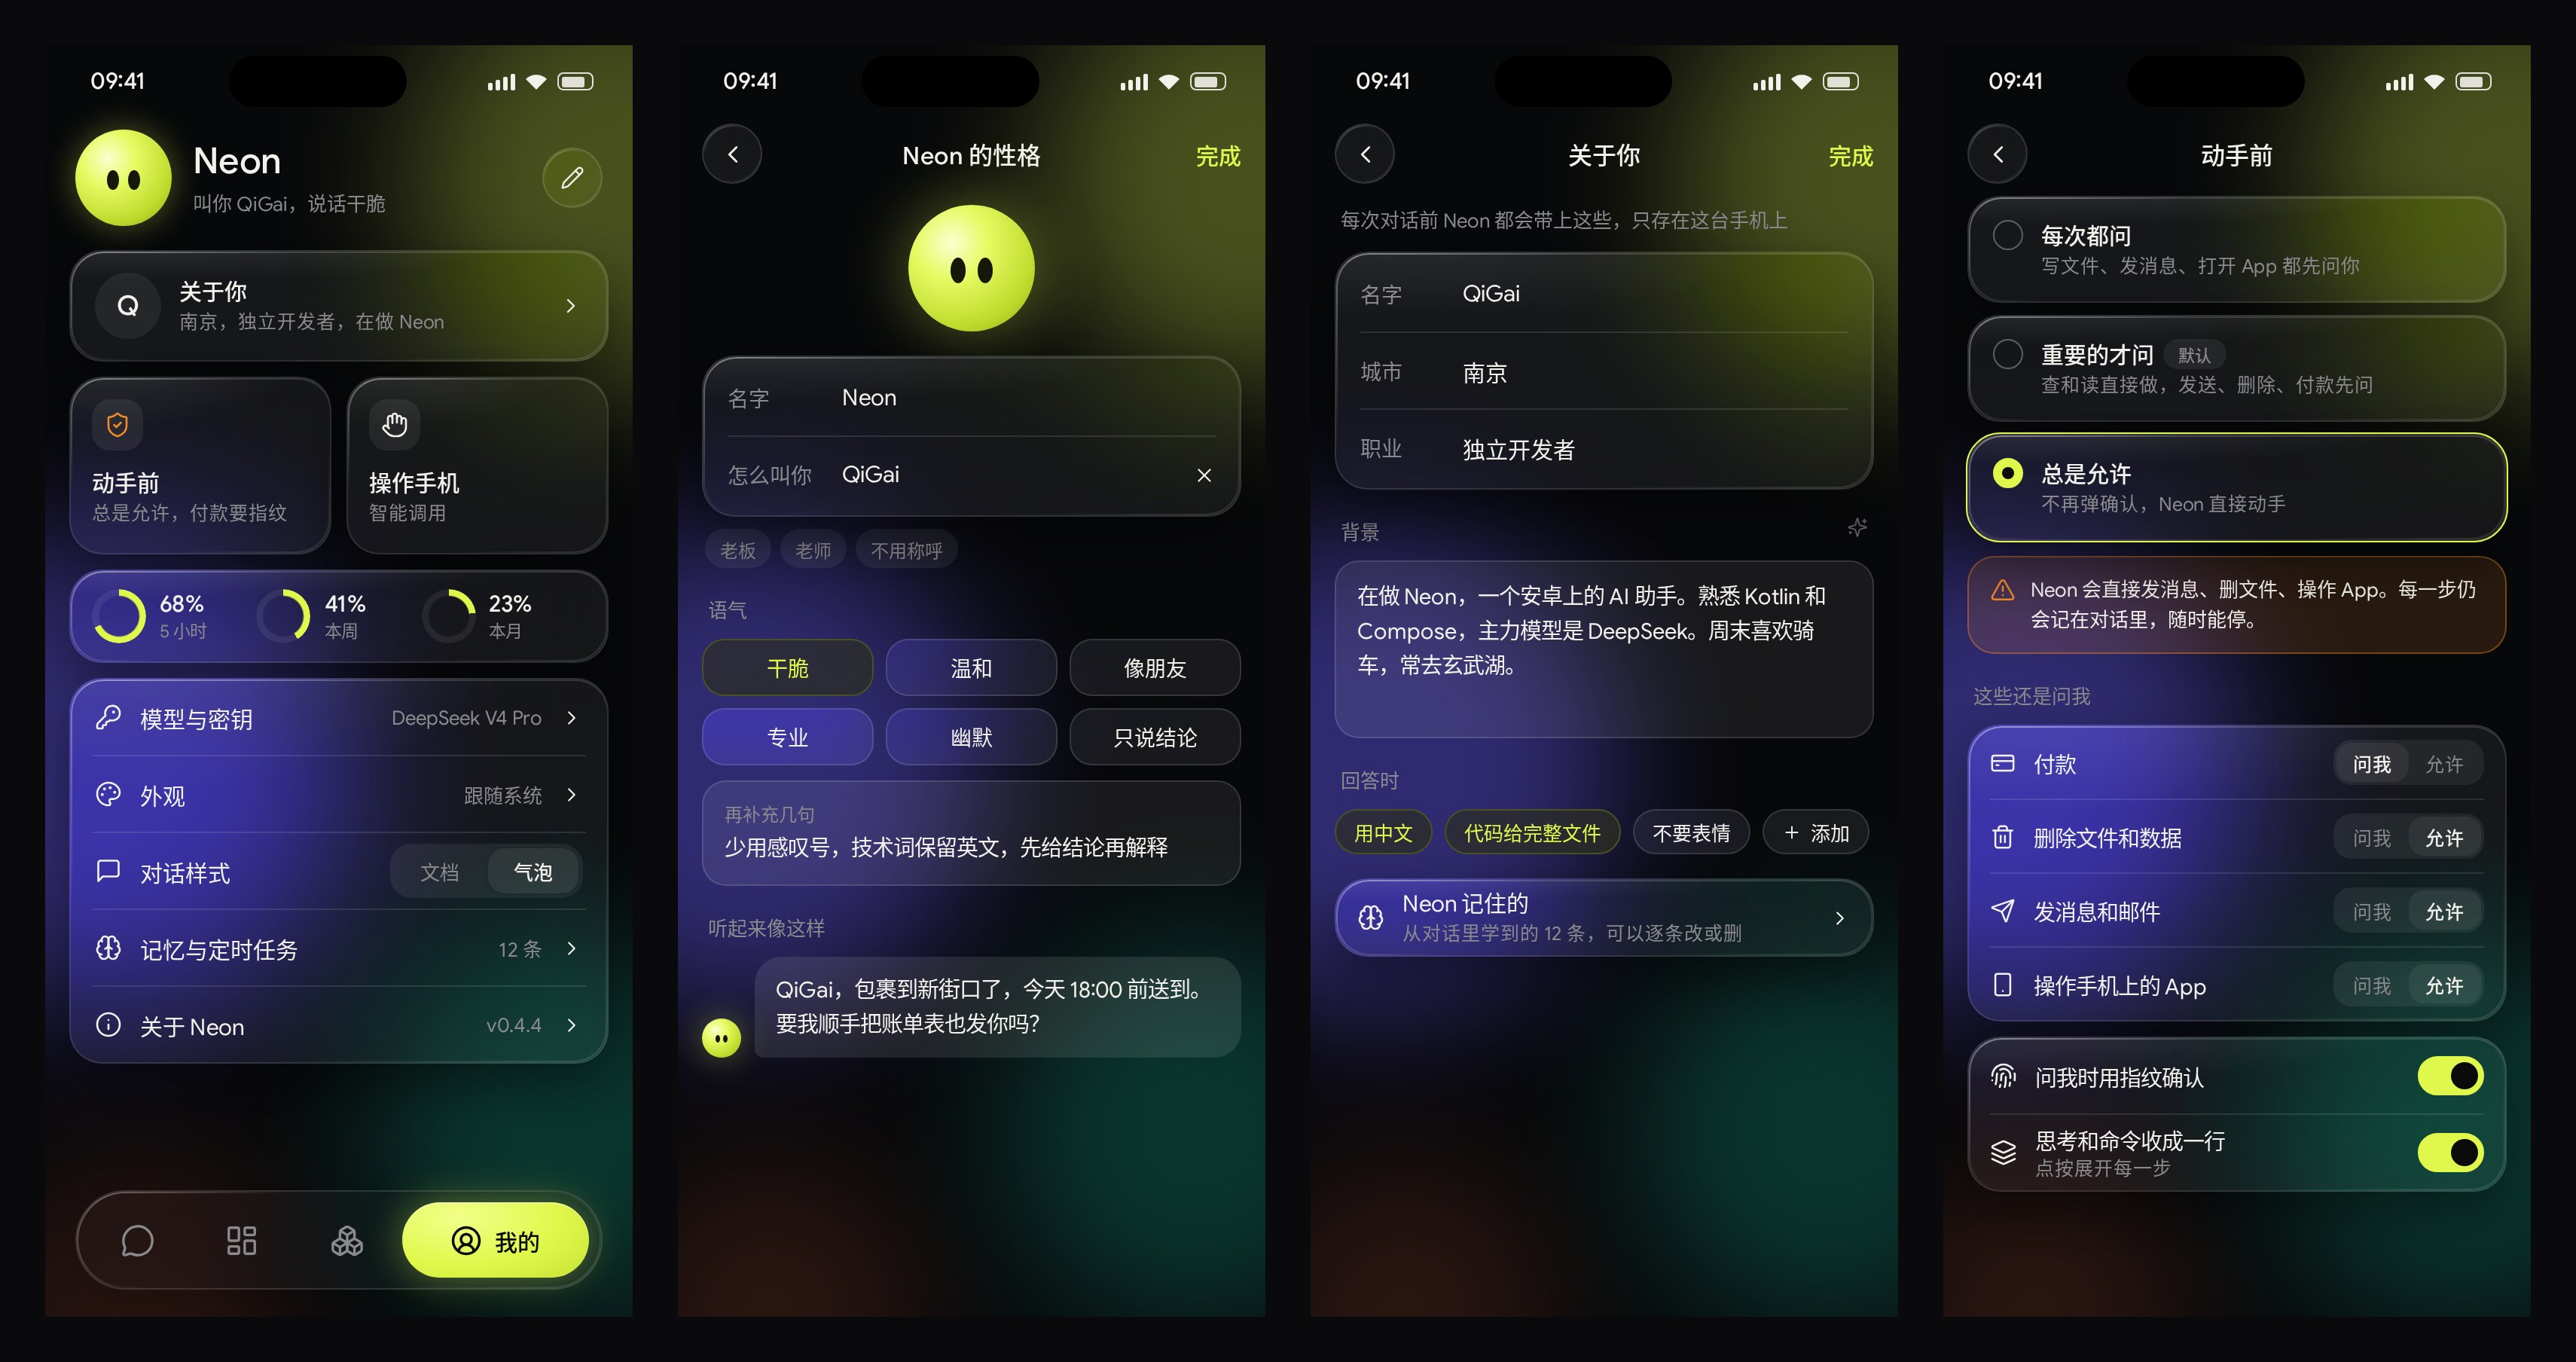 09:41
Neon
叫你 QiGai，说话干脆
Q
关于你
南京，独立开发者，在做 Neon
动手前
总是允许，付款要指纹
操作手机
智能调用
68%
5 小时
41%
本周
23%
本月
模型与密钥
DeepSeek V4 Pro
外观
跟随系统
对话样式
文档
气泡
记忆与定时任务
12 条
关于 Neon
v0.4.4
我的
09:41
Neon 的性格
完成
名字
Neon
怎么叫你
QiGai
老板
老师
不用称呼
语气
干脆
温和
像朋友
专业
幽默
只说结论
再补充几句
少用感叹号，技术词保留英文，先给结论再解释
听起来像这样
QiGai，包裹到新街口了，今天 18:00 前送到。
要我顺手把账单表也发你吗？
09:41
关于你
完成
每次对话前 Neon 都会带上这些，只存在这台手机上
名字
QiGai
城市
南京
职业
独立开发者
背景
在做 Neon，一个安卓上的 AI 助手。熟悉 Kotlin 和
Compose，主力模型是 DeepSeek。周末喜欢骑
车，常去玄武湖。
回答时
用中文
代码给完整文件
不要表情
+ 添加
Neon 记住的
从对话里学到的 12 条，可以逐条改或删
09:41
动手前
每次都问
写文件、发消息、打开 App 都先问你
重要的才问
默认
查和读直接做，发送、删除、付款先问
总是允许
不再弹确认，Neon 直接动手
Neon 会直接发消息、删文件、操作 App。每一步仍
会记在对话里，随时能停。
这些还是问我
付款
问我
允许
删除文件和数据
问我
允许
发消息和邮件
问我
允许
操作手机上的 App
问我
允许
问我时用指纹确认
思考和命令收成一行
点按展开每一步